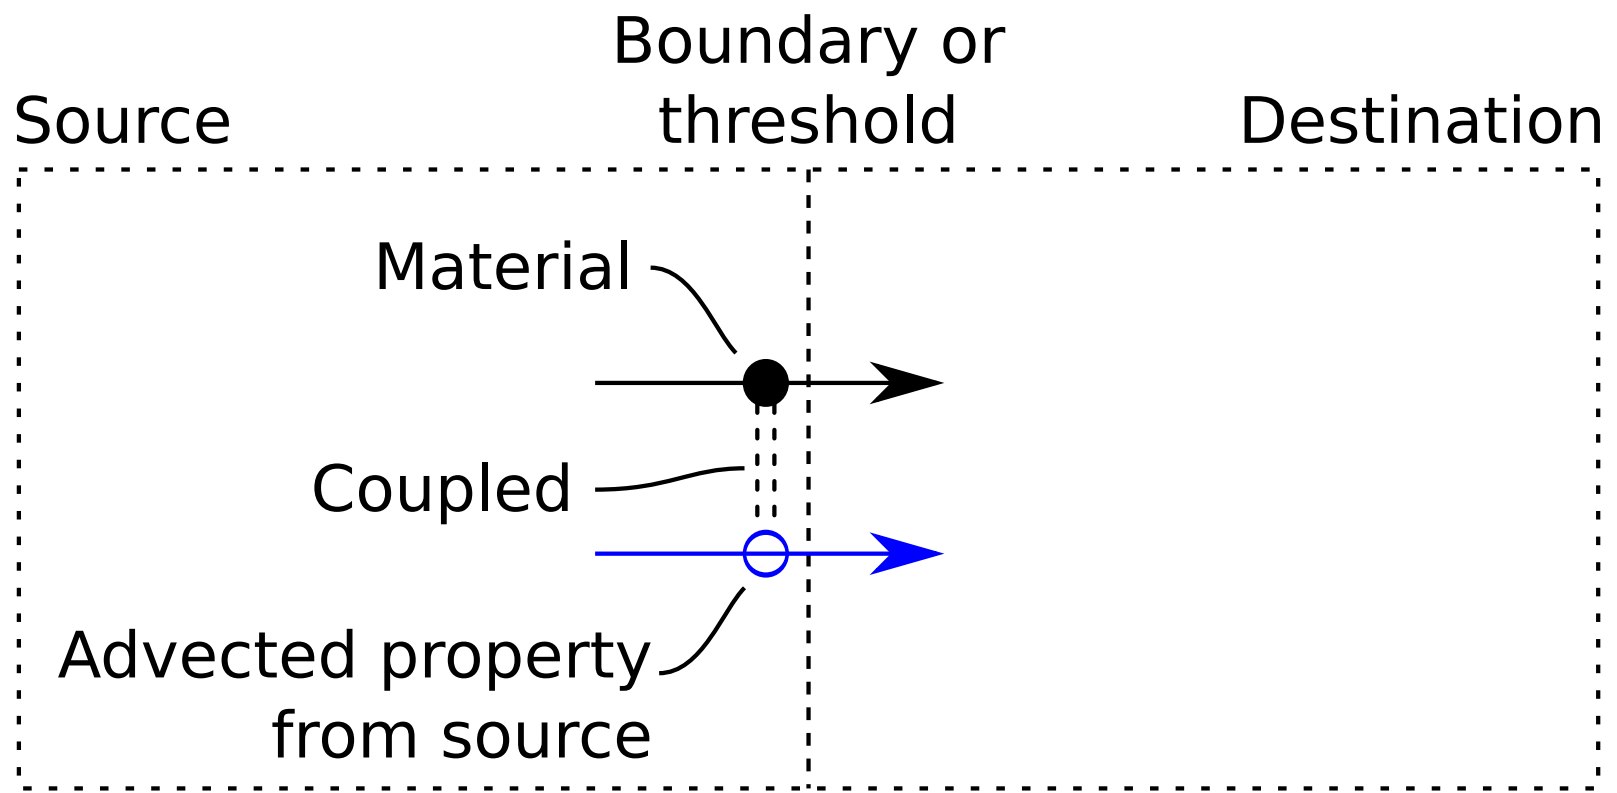 Boundary or
threshold
Source
Destination
Material
Coupled
Advected property
from source